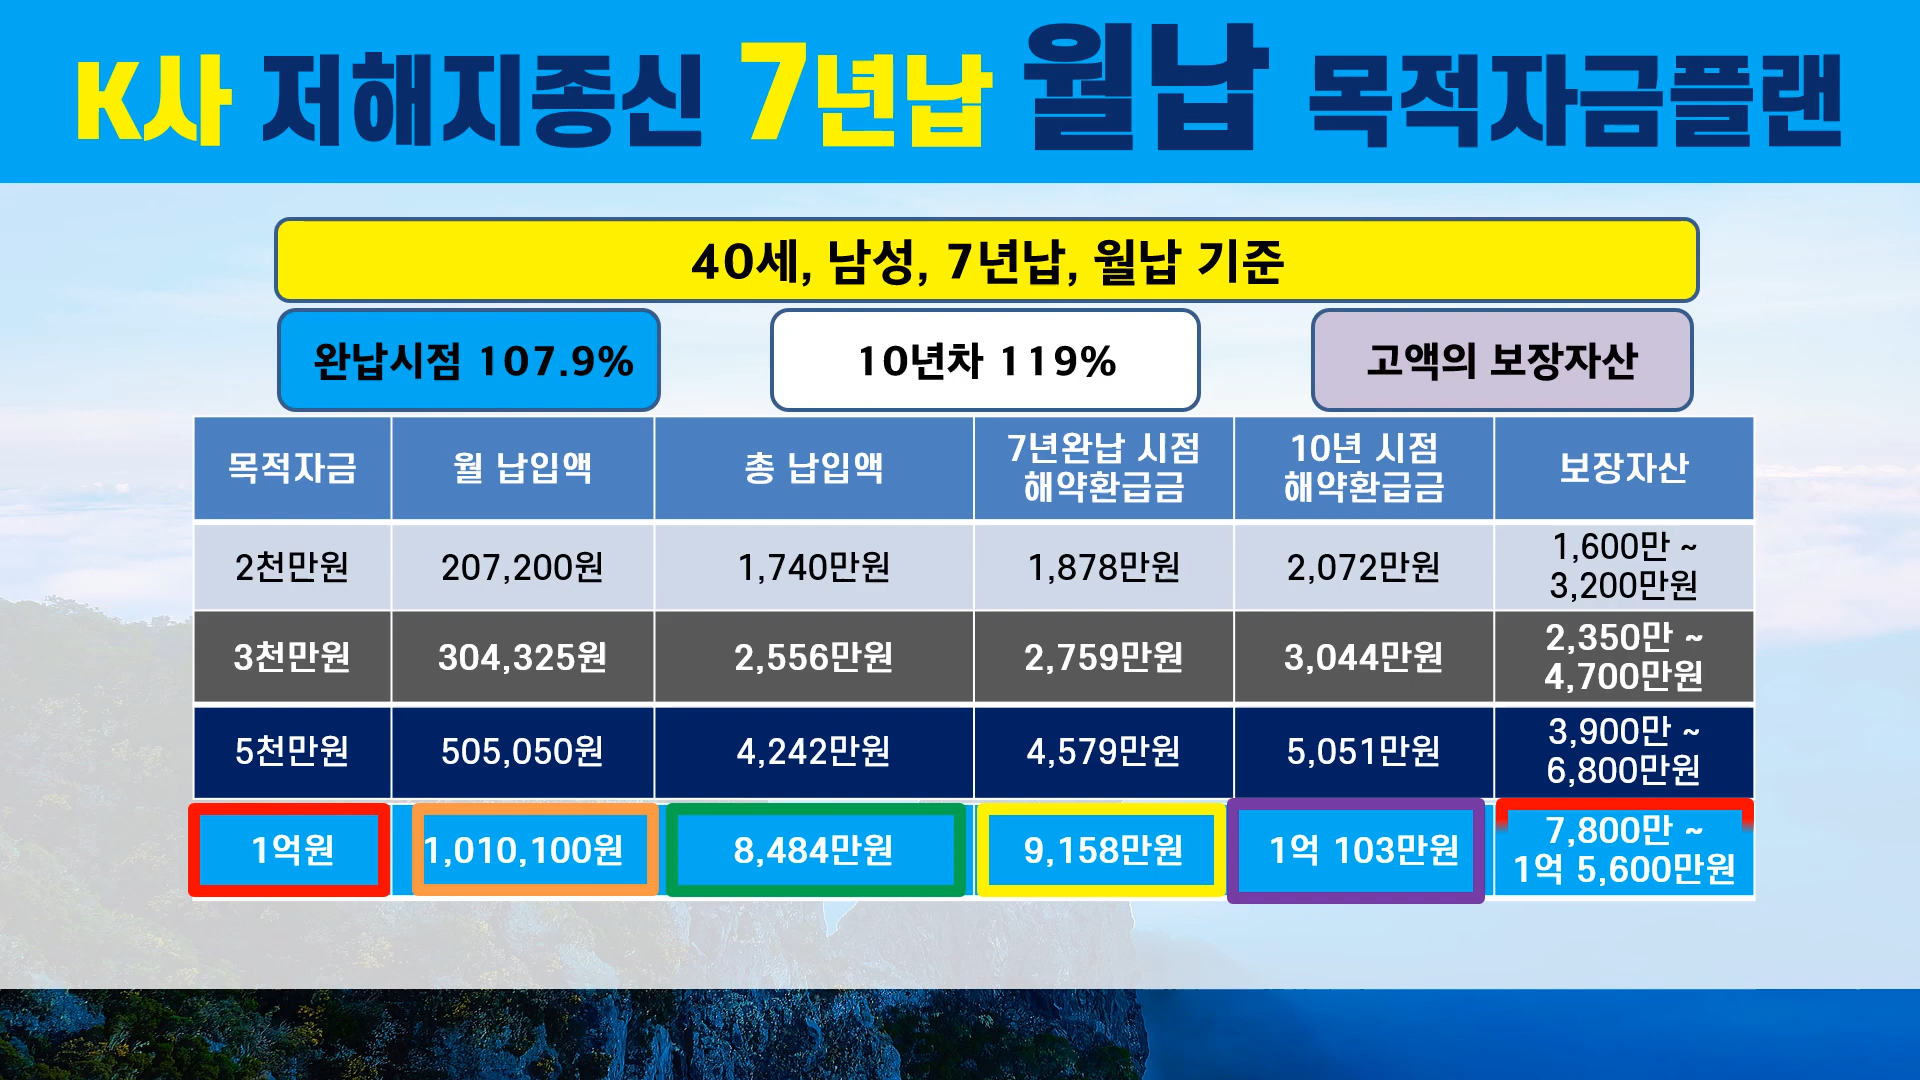 K사 저해지종신 7년납 월납 목적자금플랜
40세, 남성, 7년납, 월납 기준
완납시점 107.9%
10년차 119%
고액의 보장자산
목적자금
월 납입액
총 납입액
7년완납 시점
해약환급금
10년 시점
해약환급금
보장자산
2천만원
207,200원
1,740만원
1,878만원
2,072만원
1,600만 ~
3,200만원
3천만원
304,325원
2,556만원
2,759만원
3,044만원
2,350만 ~
4,700만원
5천만원
505,050원
4,242만원
4,579만원
5,051만원
3,900만 ~
6,800만원
1억원
1,010,100원
8,484만원
9,158만원
1억 103만원
7,800만 ~
1억 5,600만원